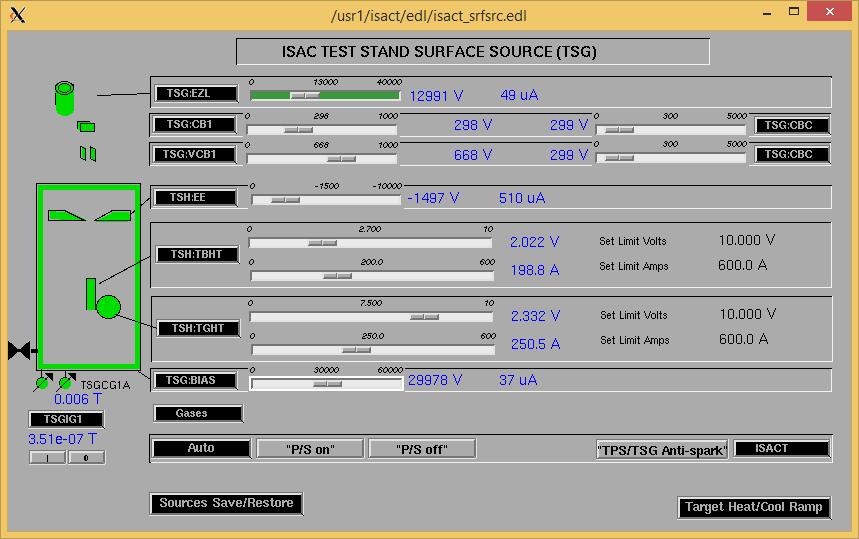 /usr1/isact/edl/isact_srfsrc.edl
ISAC TEST STAND SURFACE SOURCE (TSG)
TSG:EZL 0 13000 40000 12991 V 49 uA
TSG:CB1 0 298 1000 298 V 299 V 0 300 5000 TSG:CBC
TSG:VCB1 0 668 1000 668 V 299 V 0 300 5000 TSG:CBC
TSH:EE 0 -1500 -10000 -1497 V 510 uA
TSH:TBHT
0 2.700 10 2.022 V Set Limit Volts 10.000 V
0 200.0 600 198.8 A Set Limit Amps 600.0 A
TSH:TGHT
0 7.500 10 2.332 V Set Limit Volts 10.000 V
0 250.0 600 250.5 A Set Limit Amps 600.0 A
TSG:BIAS 0 30000 60000 29978 V 37 uA
TSGCG1A
0.006 T
TSGIG1
3.51e-07 T
I 0
Gases
Auto "P/S on" "P/S off" "TPS/TSG Anti-spark" ISACT
Sources Save/Restore
Target Heat/Cool Ramp